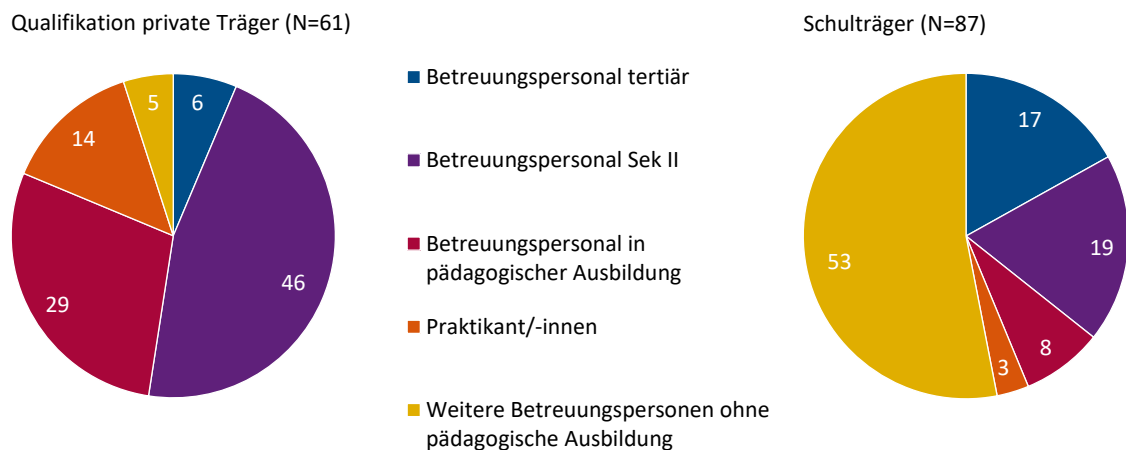 Qualifikation private Träger (N=61)
5
6
14
46
29
Betreuungspersonal tertiär
Betreuungspersonal Sek II
Betreuungspersonal in
pädagogischer Ausbildung
Praktikant/-innen
Weitere Betreuungspersonen ohne
pädagogische Ausbildung
Schulträger (N=87)
17
19
53
8
3